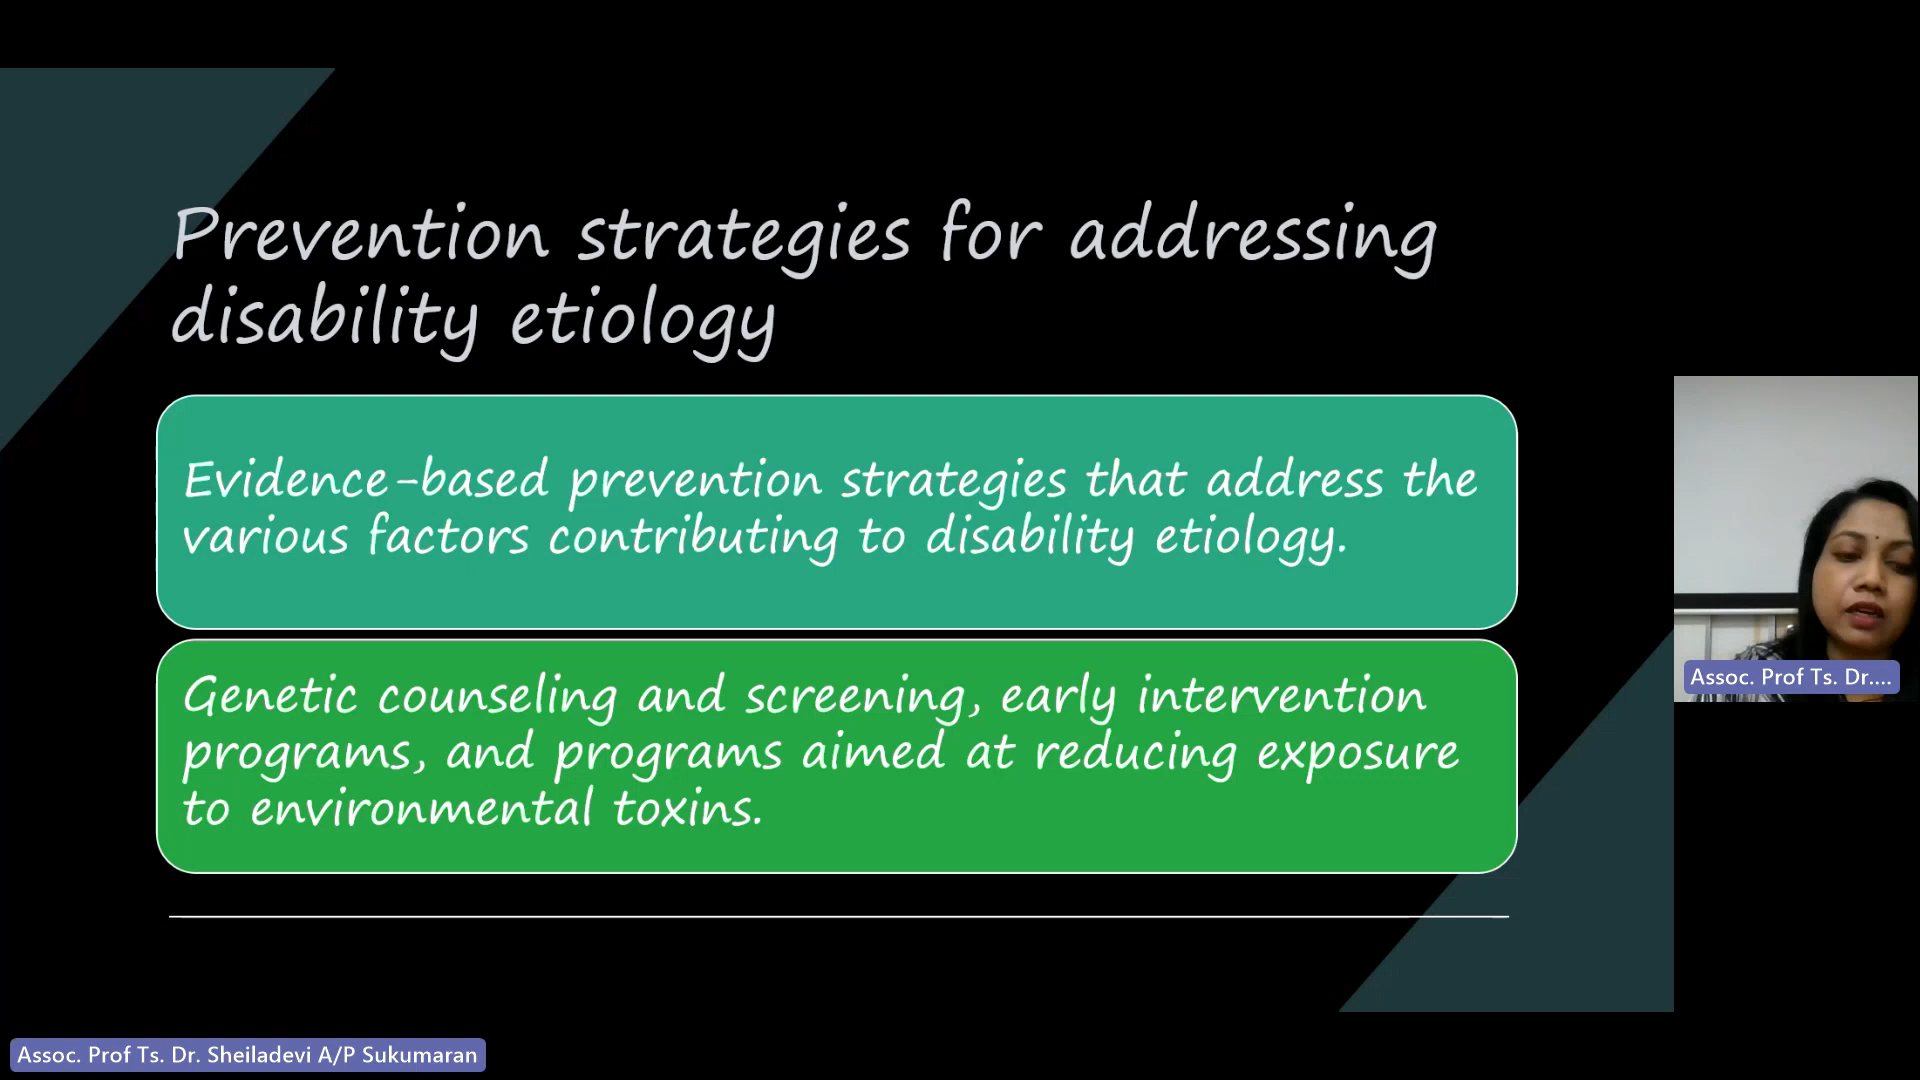 Prevention strategies for addressing
disability etiology
Evidence-based prevention strategies that address the
various factors contributing to disability etiology.
Genetic counseling and screening, early intervention
programs, and programs aimed at reducing exposure
to environmental toxins.
Assoc. Prof Ts. Dr....
Assoc. Prof Ts. Dr. Sheiladevi A/P Sukumaran